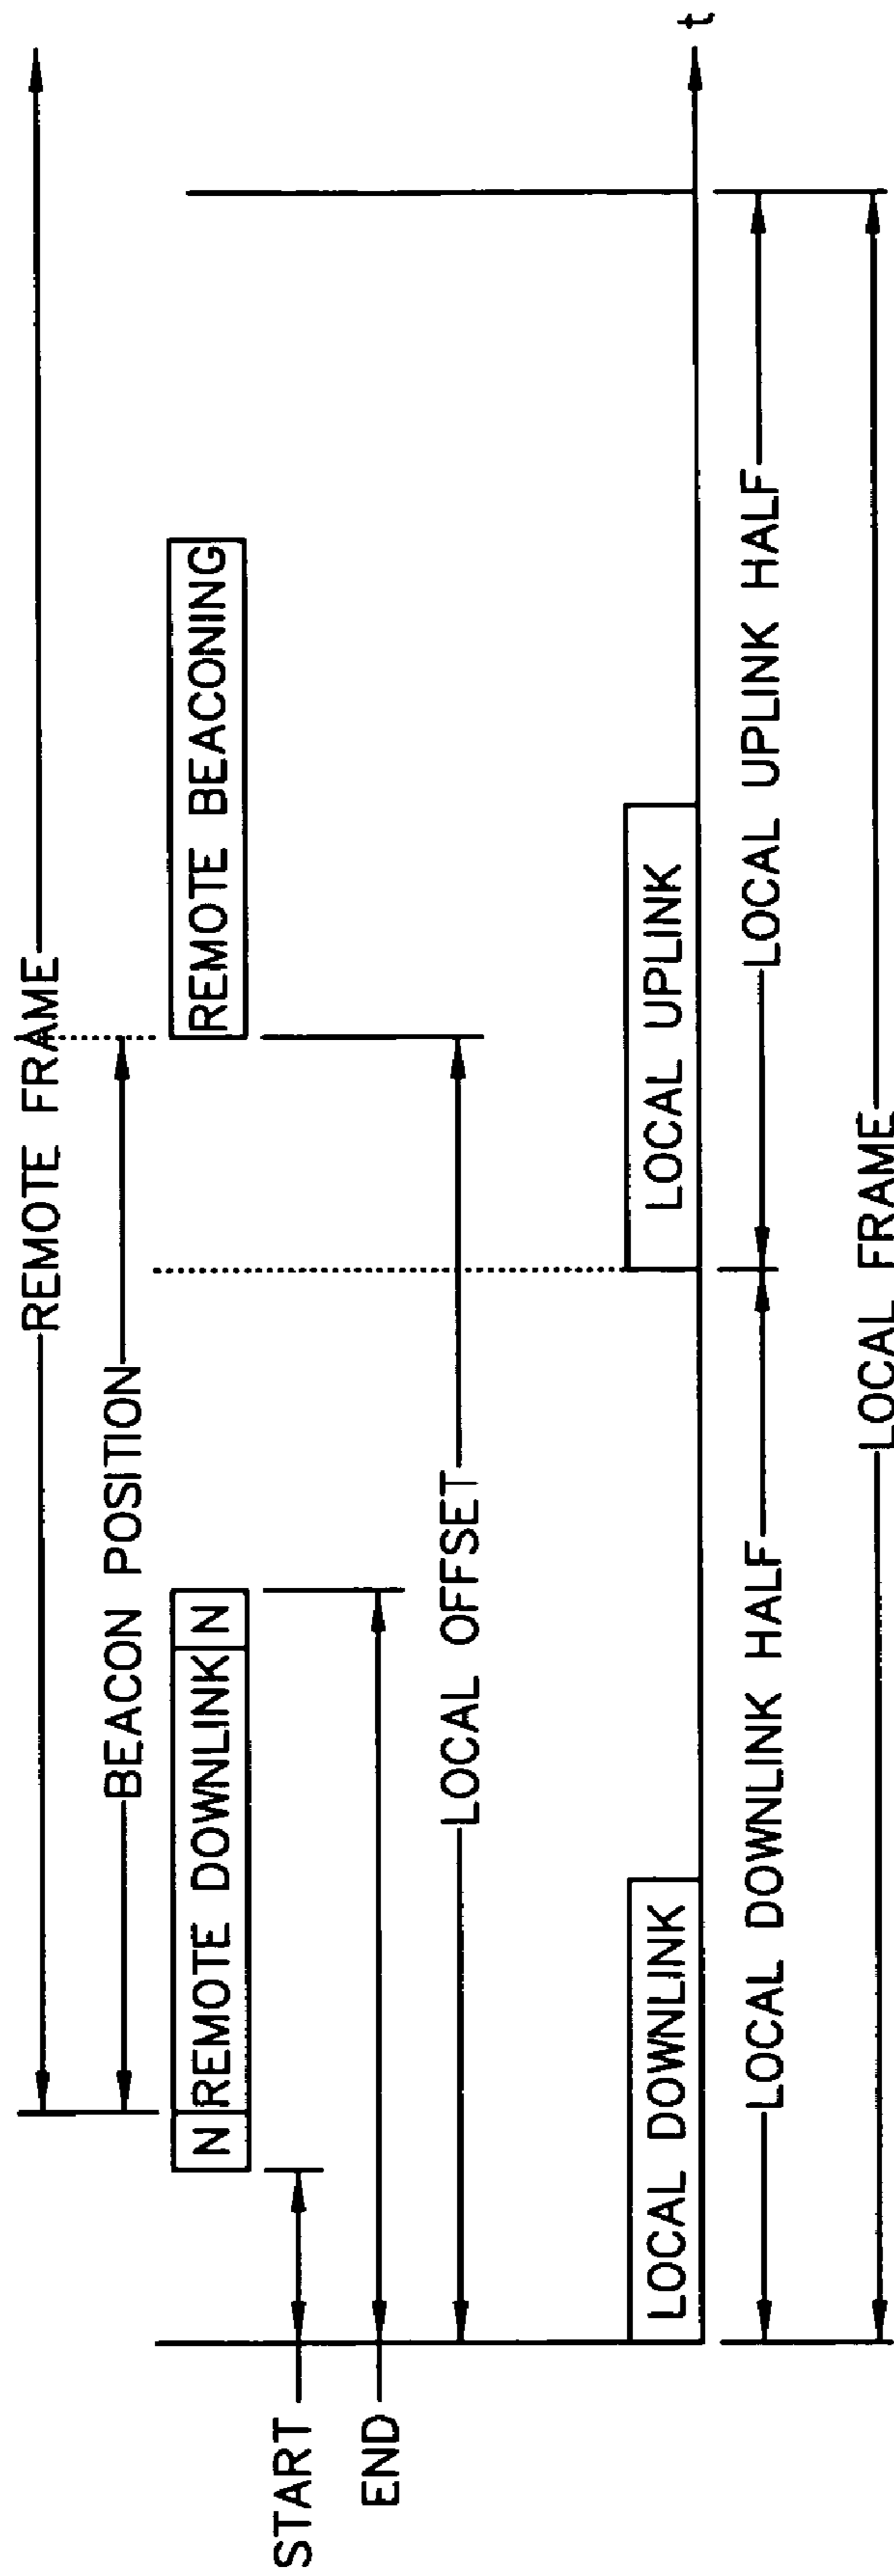 REMOTE FRAME
BEACON POSITION
N REMOTE DOWNLINK N
REMOTE BEACONING
START
END
LOCAL OFFSET
LOCAL DOWNLINK
LOCAL UPLINK
t
LOCAL DOWNLINK HALF
LOCAL UPLINK HALF
LOCAL FRAME